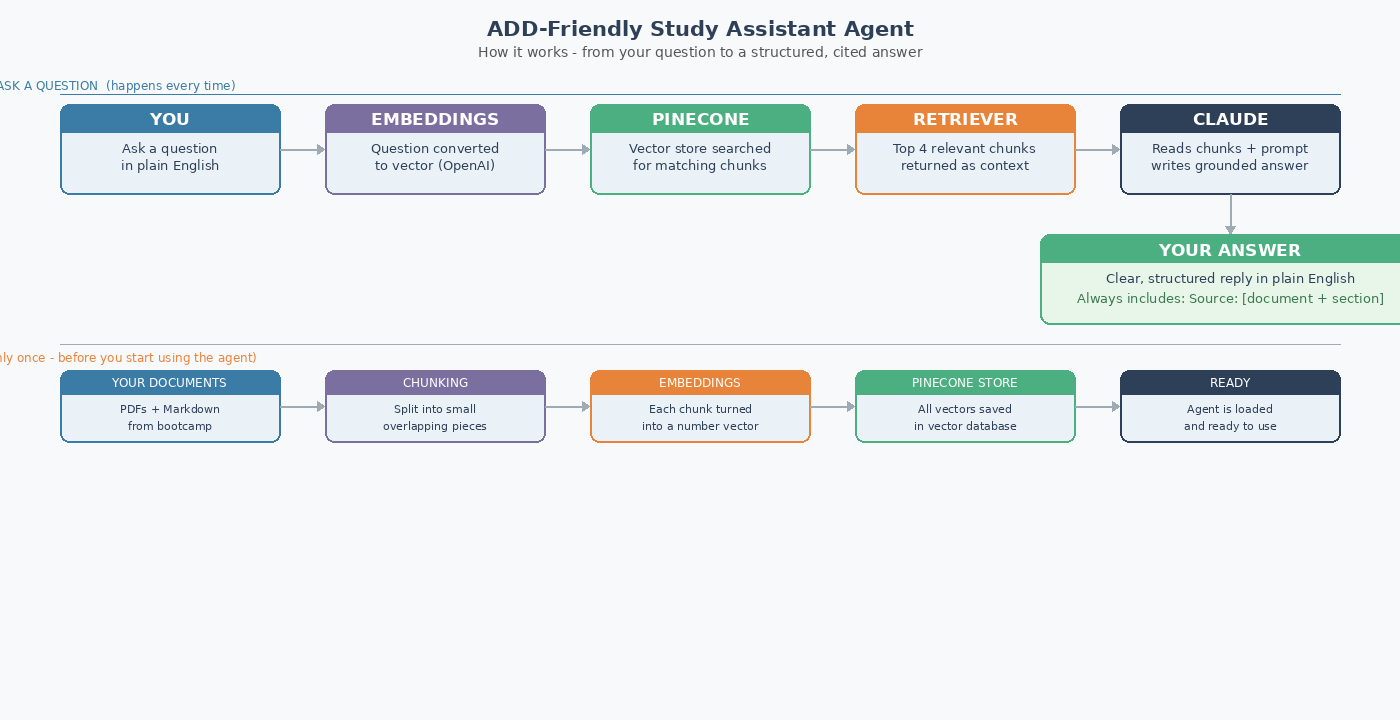 ADD-Friendly Study Assistant Agent
How it works - from your question to a structured, cited answer
ASK A QUESTION (happens every time)
YOU
Ask a question
in plain English
EMBEDDINGS
Question converted
to vector (OpenAI)
PINECONE
Vector store searched
for matching chunks
RETRIEVER
Top 4 relevant chunks
returned as context
CLAUDE
Reads chunks + prompt
writes grounded answer
YOUR ANSWER
Clear, structured reply in plain English
Always includes: Source: [document + section]
once - before you start using the agent)
YOUR DOCUMENTS
PDFs + Markdown
from bootcamp
CHUNKING
Split into small
overlapping pieces
EMBEDDINGS
Each chunk turned
into a number vector
PINECONE STORE
All vectors saved
in vector database
READY
Agent is loaded
and ready to use